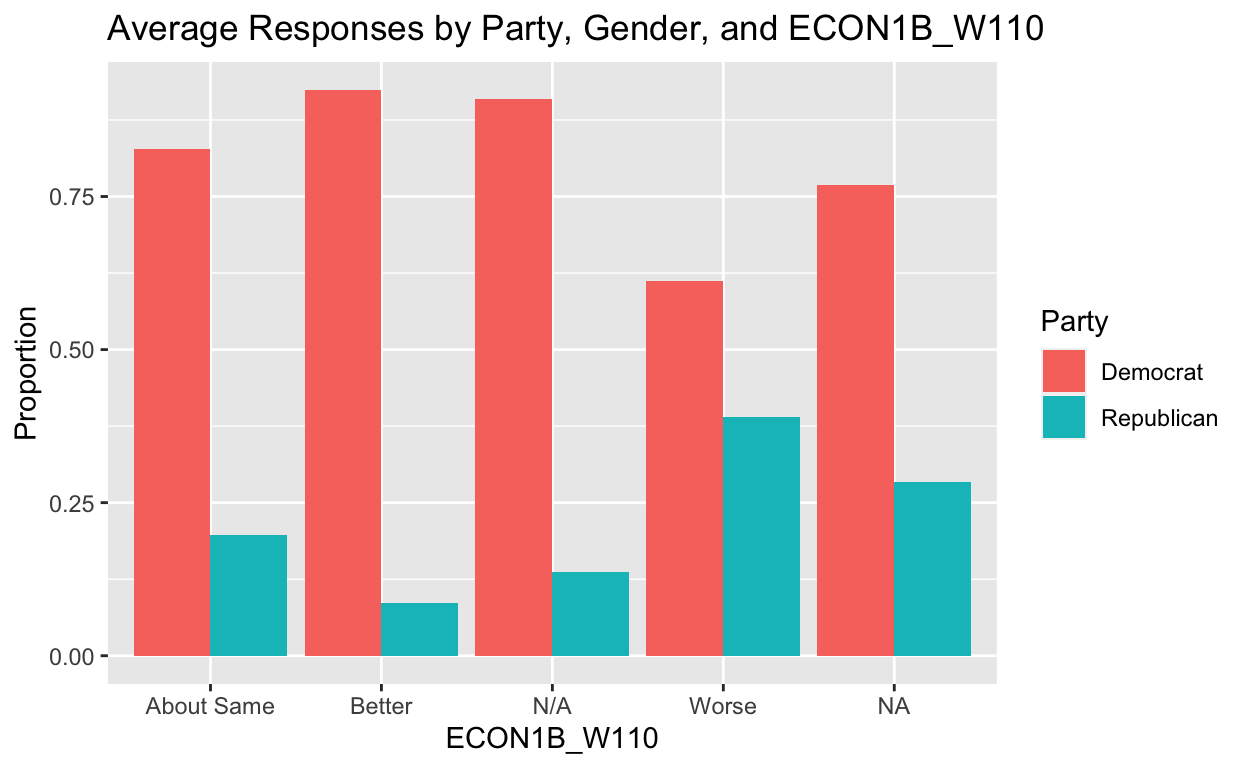 Average Responses by Party, Gender, and ECON1B_W110
Proportion
0.75
0.50
0.25
0.00
About Same Better N/A Worse NA
ECON1B_W110
Party
Democrat
Republican